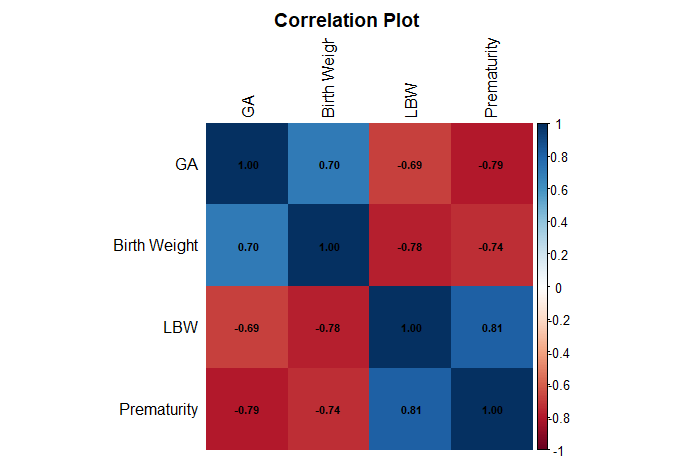 Correlation Plot
GA
Birth Weigh
LBW
Prematurity
GA 1.00 0.70 -0.69 -0.79
Birth Weight 0.70 1.00 -0.78 -0.74
LBW -0.69 -0.78 1.00 0.81
Prematurity -0.79 -0.74 0.81 1.00
1
0.8
0.6
0.4
0.2
0
-0.2
-0.4
-0.6
-0.8
-1